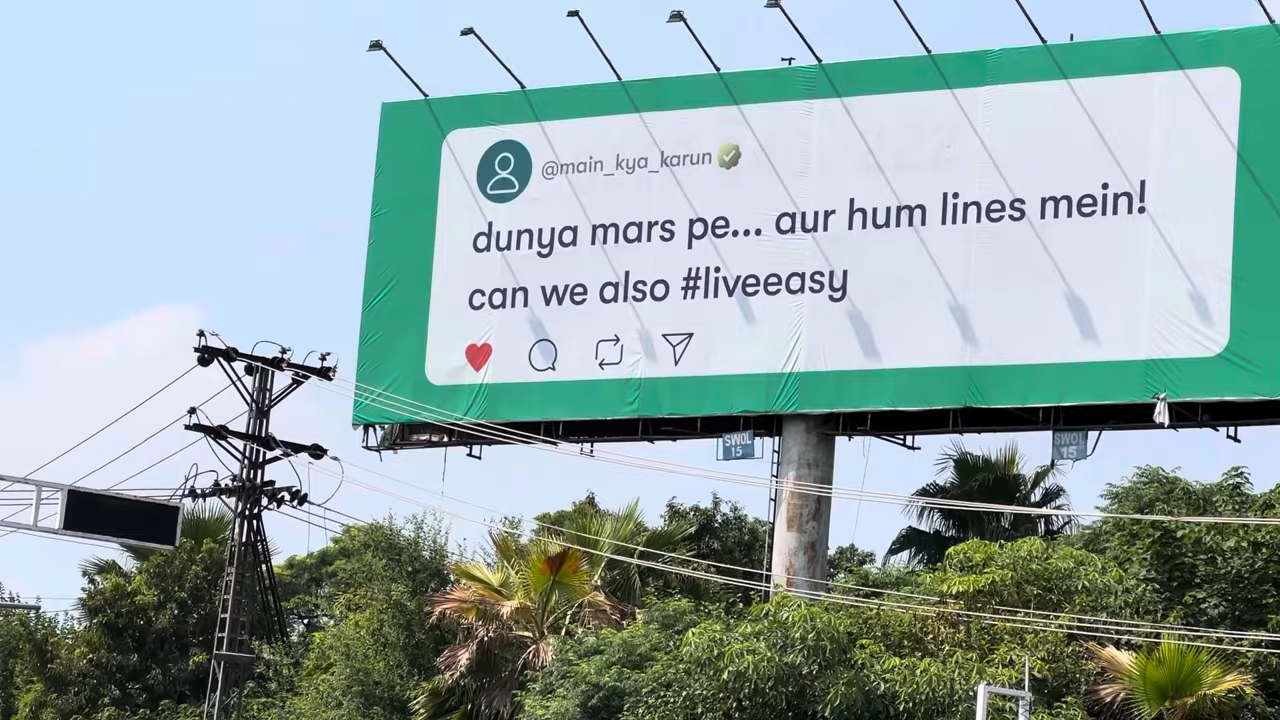 @main_kya_karun
dunya mars pe... aur hum lines mein!
can we also #liveeasy
SWOL
15
SWOL
15